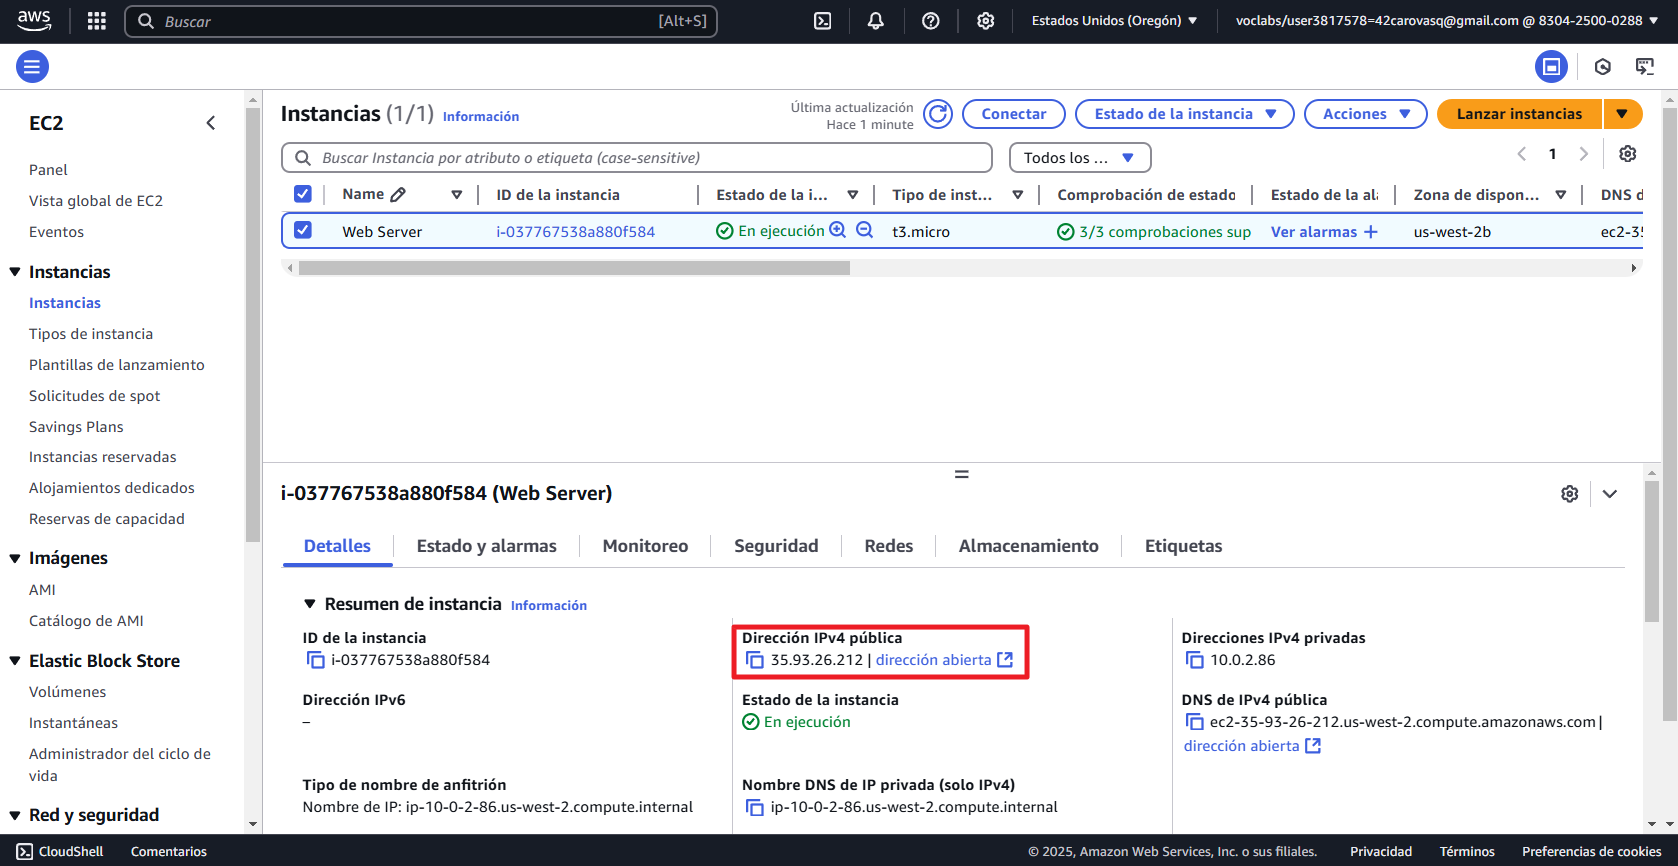 aws
Buscar [Alt+S]
Estados Unidos (Oregón)
voclabs/user3817578=42carovasq@gmail.com @ 8304-2500-0288
EC2
Panel
Vista global de EC2
Eventos
Instancias
Instancias
Tipos de instancia
Plantillas de lanzamiento
Solicitudes de spot
Savings Plans
Instancias reservadas
Alojamientos dedicados
Reservas de capacidad
Imágenes
AMI
Catálogo de AMI
Elastic Block Store
Volúmenes
Instantáneas
Administrador del ciclo de
vida
Red y seguridad
Instancias (1/1) Información
Última actualización
Hace 1 minute
Conectar
Estado de la instancia
Acciones
Lanzar instancias
Buscar Instancia por atributo o etiqueta (case-sensitive)
Todos los ...
1
Name ID de la instancia Estado de la i... Tipo de inst... Comprobación de estado Estado de la al Zona de dispon... DNS d
Web Server i-037767538a880f584 En ejecución t3.micro 3/3 comprobaciones sup Ver alarmas + us-west-2b ec2-35
i-037767538a880f584 (Web Server)
Detalles Estado y alarmas Monitoreo Seguridad Redes Almacenamiento Etiquetas
Resumen de instancia Información
ID de la instancia
i-037767538a880f584
Dirección IPv4 pública
35.93.26.212 | dirección abierta
Direcciones IPv4 privadas
10.0.2.86
Dirección IPv6
–
Estado de la instancia
En ejecución
DNS de IPv4 pública
ec2-35-93-26-212.us-west-2.compute.amazonaws.com |
dirección abierta
Tipo de nombre de anfitrión
Nombre de IP: ip-10-0-2-86.us-west-2.compute.internal
Nombre DNS de IP privada (solo IPv4)
ip-10-0-2-86.us-west-2.compute.internal
CloudShell Comentarios
© 2025, Amazon Web Services, Inc. o sus filiales. Privacidad Términos Preferencias de cookies